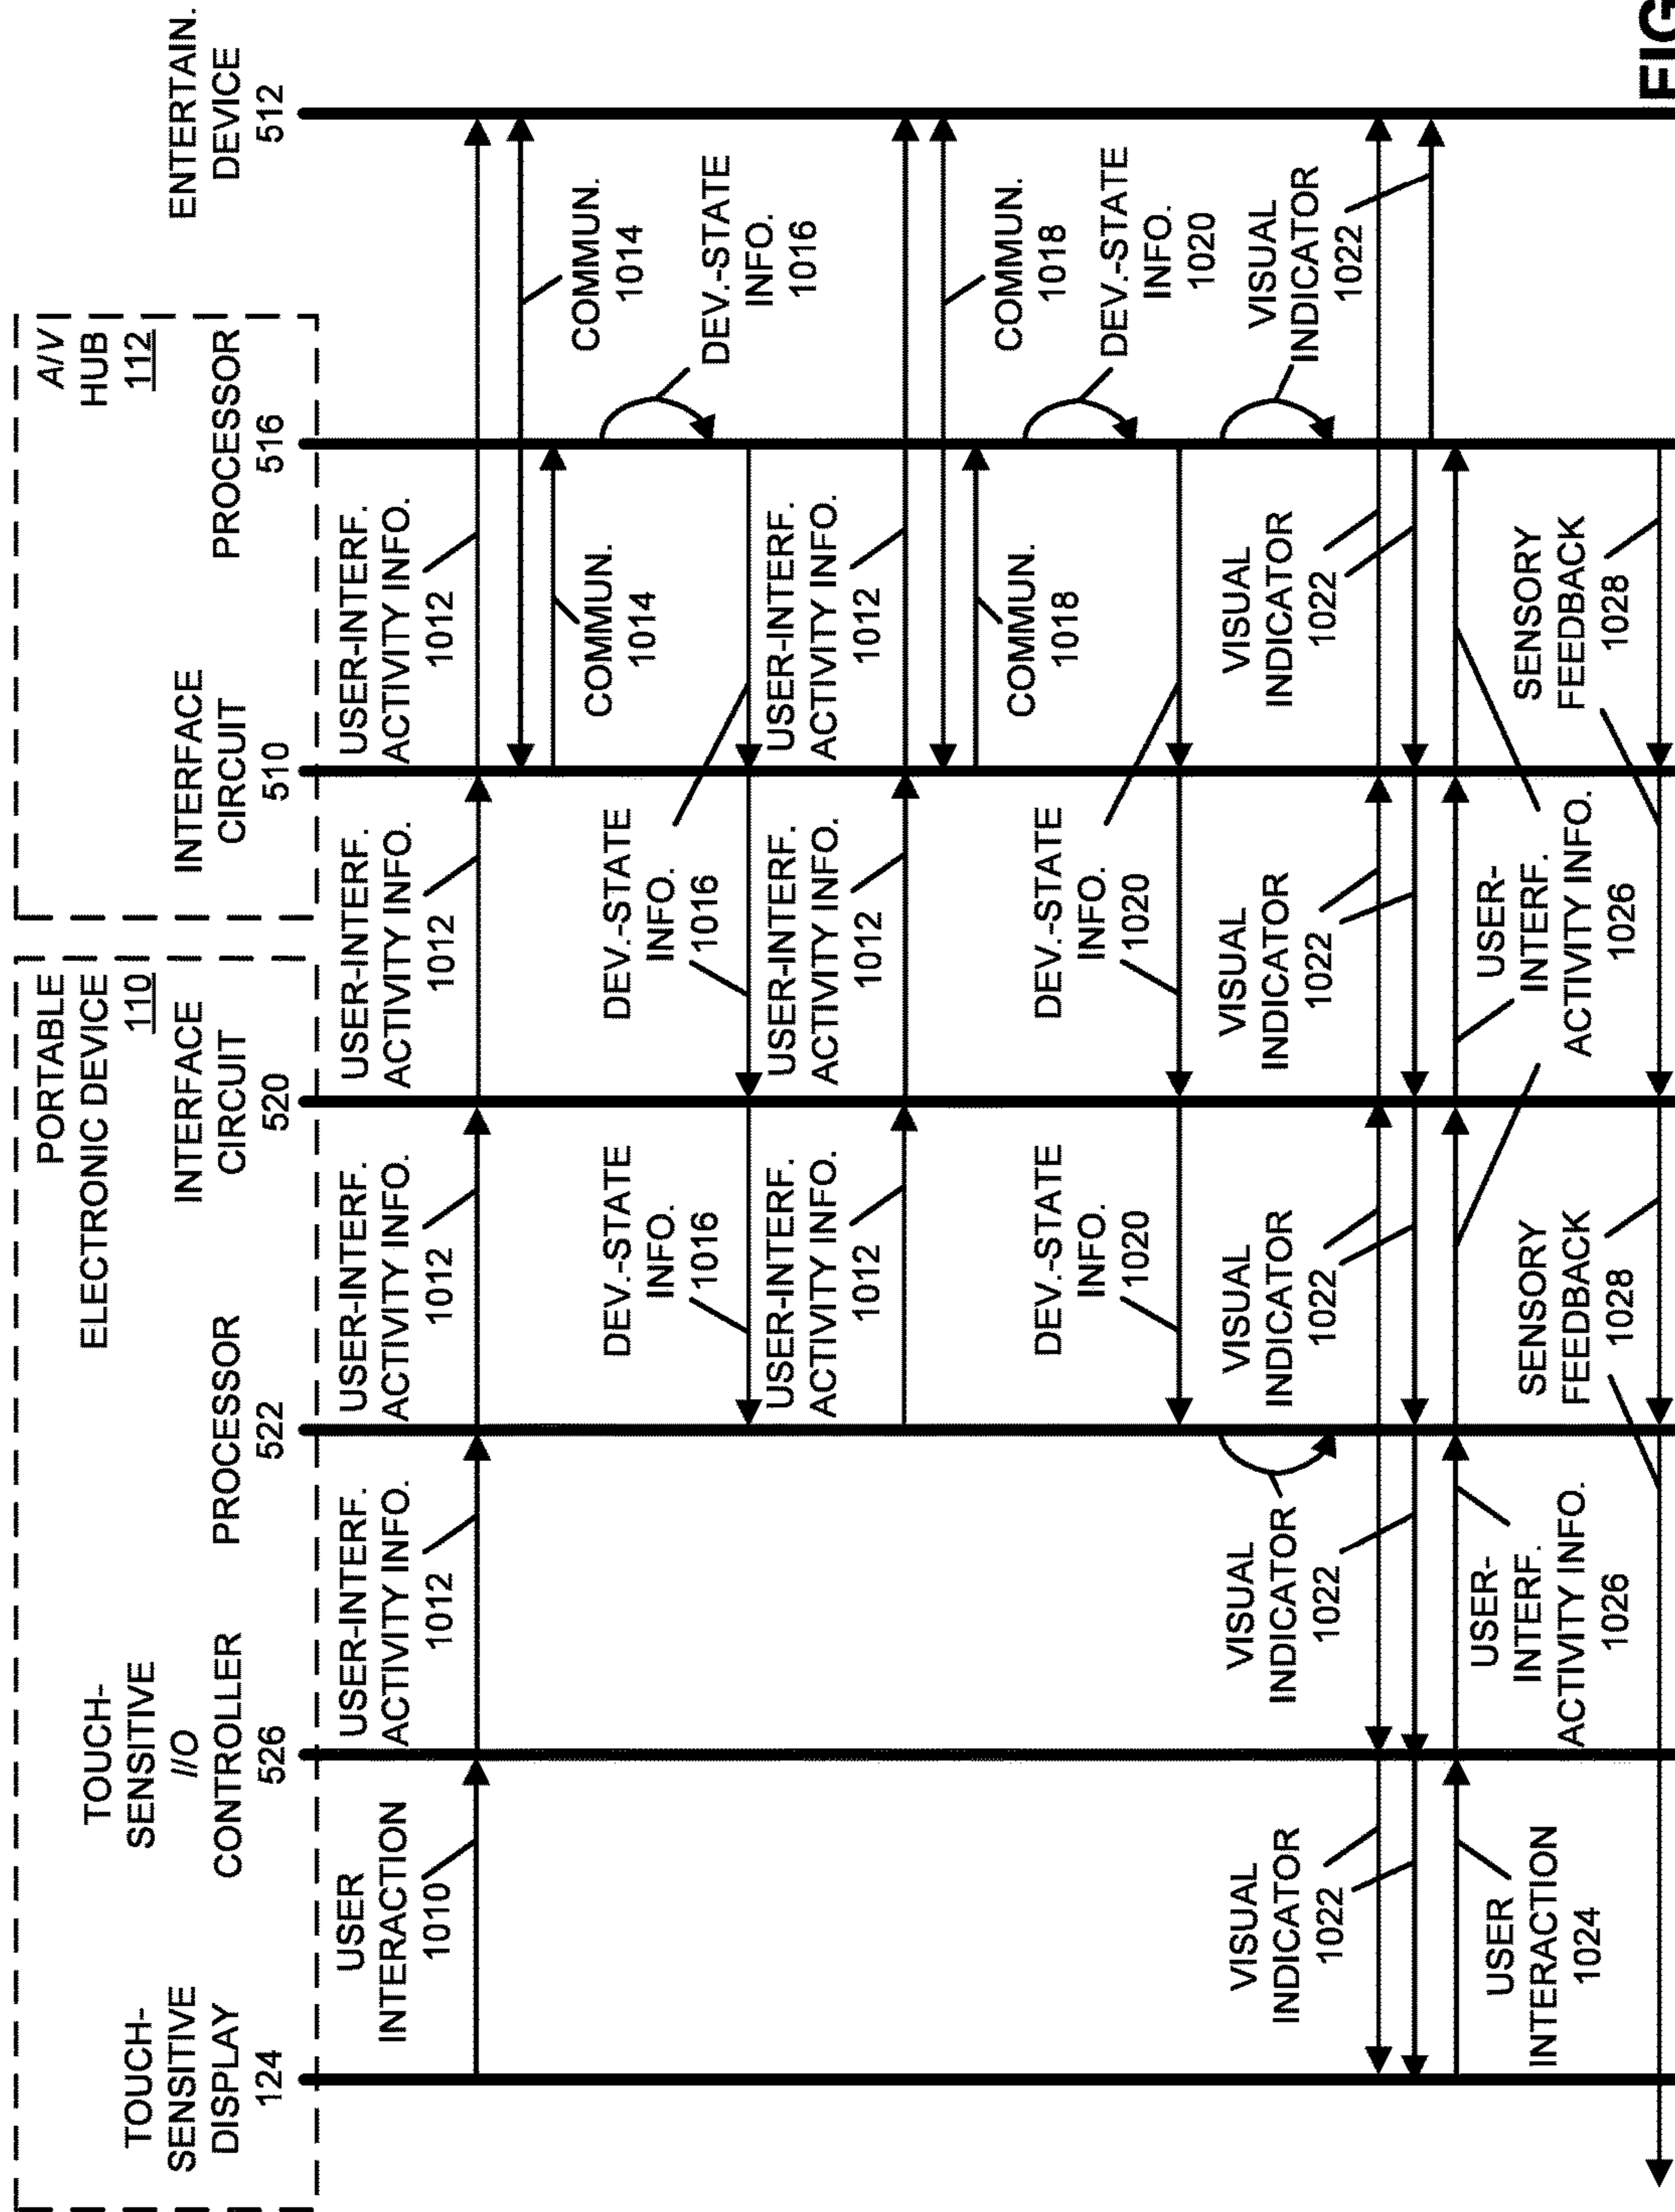 PORTABLE
ELECTRONIC DEVICE
110
A/V
HUB
112
TOUCH-
SENSITIVE
DISPLAY
124
TOUCH-
SENSITIVE
I/O
CONTROLLER
526
PROCESSOR
522
INTERFACE
CIRCUIT
520
INTERFACE
CIRCUIT
510
PROCESSOR
516
ENTERTAIN.
DEVICE
512
USER
INTERACTION
1010
USER-INTERF.
ACTIVITY INFO.
1012
USER-INTERF.
ACTIVITY INFO.
1012
USER-INTERF.
ACTIVITY INFO.
1012
USER-INTERF.
ACTIVITY INFO.
1012
COMMUN.
1014
COMMUN.
1014
DEV.-STATE
INFO.
1016
DEV.-STATE
INFO.
1016
DEV.-STATE
INFO.
1016
USER-INTERF.
ACTIVITY INFO.
1012
USER-INTERF.
ACTIVITY INFO.
1012
USER-INTERF.
ACTIVITY INFO.
1012
COMMUN.
1018
COMMUN.
1018
DEV.-STATE
INFO.
1020
DEV.-STATE
INFO.
1020
DEV.-STATE
INFO.
1020
VISUAL
INDICATOR
1022
VISUAL
INDICATOR
1022
VISUAL
INDICATOR
1022
VISUAL
INDICATOR
1022
VISUAL
INDICATOR
1022
VISUAL
INDICATOR
1022
USER
INTERACTION
1024
USER-
INTERF.
ACTIVITY INFO.
1026
USER-
INTERF.
ACTIVITY INFO.
1026
SENSORY
FEEDBACK
1028
SENSORY
FEEDBACK
1028
FIG